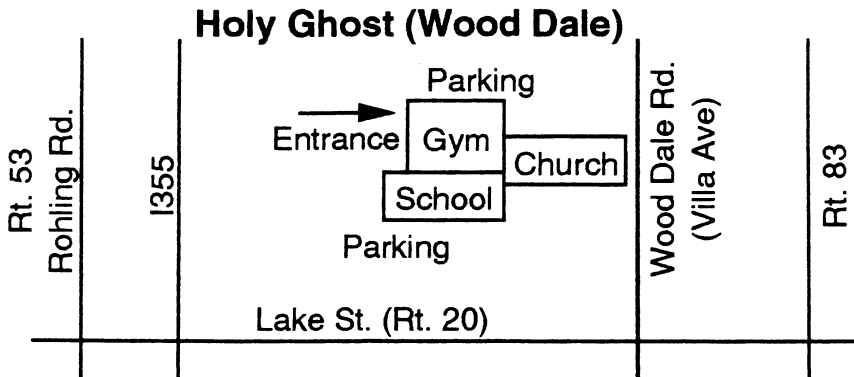 Holy Ghost (Wood Dale)
Parking
Entrance
Gym
Church
School
Parking
Rt. 53
Rohling Rd.
I355
Wood Dale Rd.
(Villa Ave)
Rt. 83
Lake St. (Rt. 20)